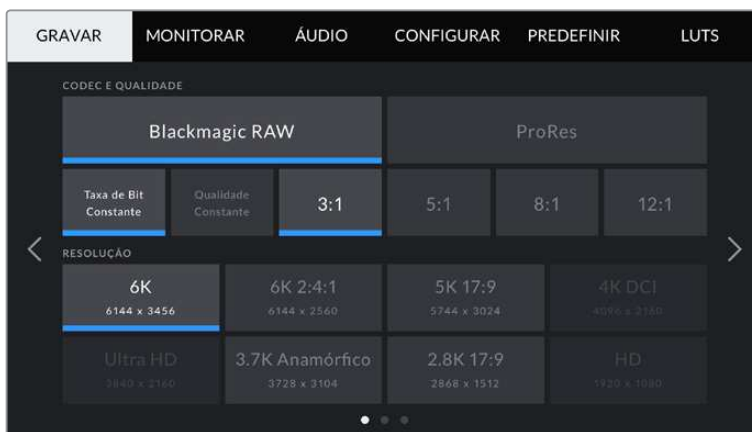 GRAVAR MONITORAR ÁUDIO CONFIGURAR PREDEFINIR LUTS
CODEC E QUALIDADE
Blackmagic RAW ProRes
Taxa de Bit Constante Qualidade Constante 3:1 5:1 8:1 12:1
RESOLUÇÃO
6K 6K 2:4:1 5K 17:9 4K DCI
6144 x 3456 6144 x 2560 5744 x 3024 4096 x 2160
Ultra HD 3.7K Anamórfico 2.8K 17:9 HD
3840 x 2160 3728 x 3104 2868 x 1512 1920 x 1080